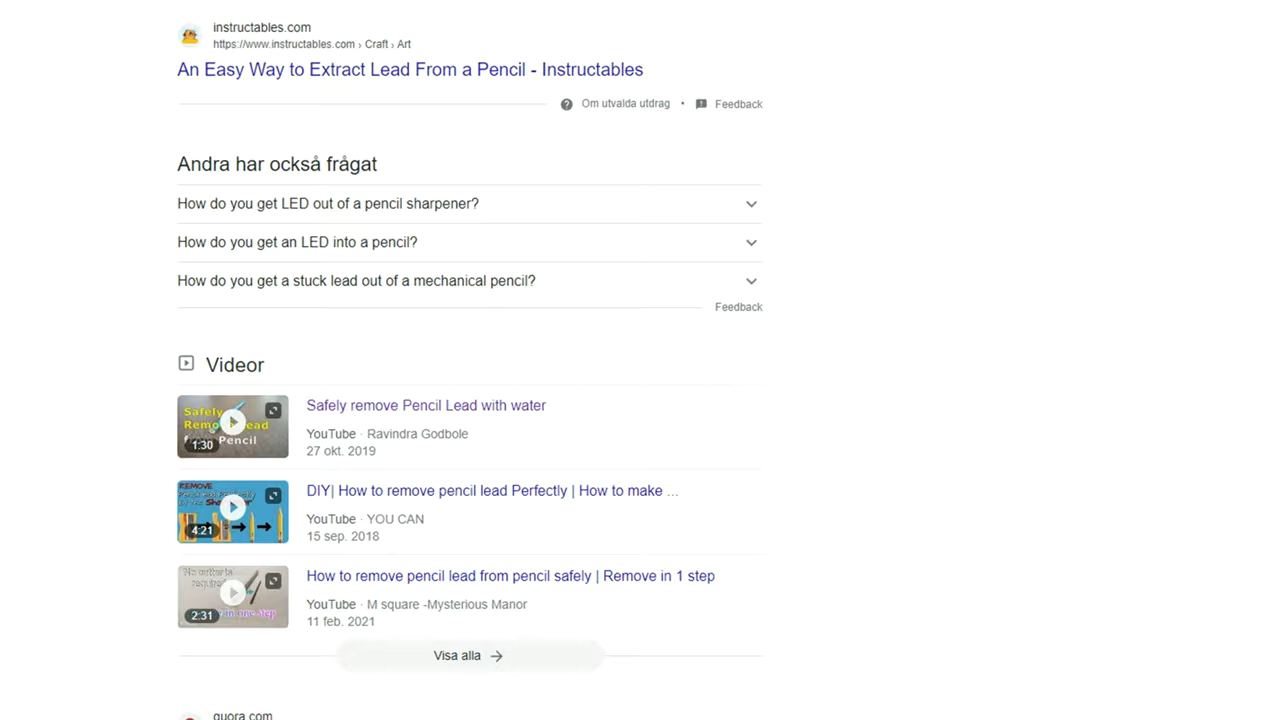 instructables.com
https://www.instructables.com › Craft › Art
An Easy Way to Extract Lead From a Pencil - Instructables
Om utvalda utdrag • Feedback
Andra har också frågat
How do you get LED out of a pencil sharpener?
How do you get an LED into a pencil?
How do you get a stuck lead out of a mechanical pencil?
Feedback
Videor
Safely
Pencil
1:30
Safely remove Pencil Lead with water
YouTube · Ravindra Godbole
27 okt. 2019
REMOVE
4:21
DIY| How to remove pencil lead Perfectly | How to make ...
YouTube · YOU CAN
15 sep. 2018
No water is
required
2:31
How to remove pencil lead from pencil safely | Remove in 1 step
YouTube · M square -Mysterious Manor
11 feb. 2021
Visa alla
quora.com